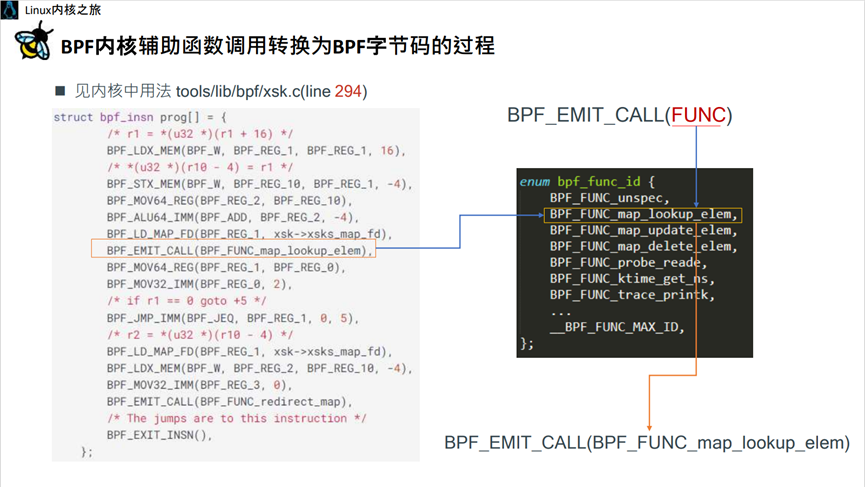 Linux内核之旅
BPF内核辅助函数调用转换为BPF字节码的过程
见内核中用法 tools/lib/bpf/xsk.c(line 294)
struct bpf_insn prog[] = {
/* r1 = *(u32 *)(r1 + 16) */
BPF_LDX_MEM(BPF_W, BPF_REG_1, BPF_REG_1, 16),
/* *(u32 *)(r10 - 4) = r1 */
BPF_STX_MEM(BPF_W, BPF_REG_10, BPF_REG_1, -4),
BPF_MOV64_REG(BPF_REG_2, BPF_REG_10),
BPF_ALU64_IMM(BPF_ADD, BPF_REG_2, -4),
BPF_LD_MAP_FD(BPF_REG_1, xsk->xsks_map_fd),
BPF_EMIT_CALL(BPF_FUNC_map_lookup_elem),
BPF_MOV64_REG(BPF_REG_1, BPF_REG_0),
BPF_MOV32_IMM(BPF_REG_0, 2),
/* if r1 == 0 goto +5 */
BPF_JMP_IMM(BPF_JEQ, BPF_REG_1, 0, 5),
/* r2 = *(u32 *)(r10 - 4) */
BPF_LD_MAP_FD(BPF_REG_1, xsk->xsks_map_fd),
BPF_LDX_MEM(BPF_W, BPF_REG_2, BPF_REG_10, -4),
BPF_MOV32_IMM(BPF_REG_3, 0),
BPF_EMIT_CALL(BPF_FUNC_redirect_map),
/* The jumps are to this instruction */
BPF_EXIT_INSN(),
};
BPF_EMIT_CALL(FUNC)
enum bpf_func_id {
BPF_FUNC_unspec,
BPF_FUNC_map_lookup_elem,
BPF_FUNC_map_update_elem,
BPF_FUNC_map_delete_elem,
BPF_FUNC_probe_reade,
BPF_FUNC_ktime_get_ns,
BPF_FUNC_trace_printk,
...
__BPF_FUNC_MAX_ID,
};
BPF_EMIT_CALL(BPF_FUNC_map_lookup_elem)